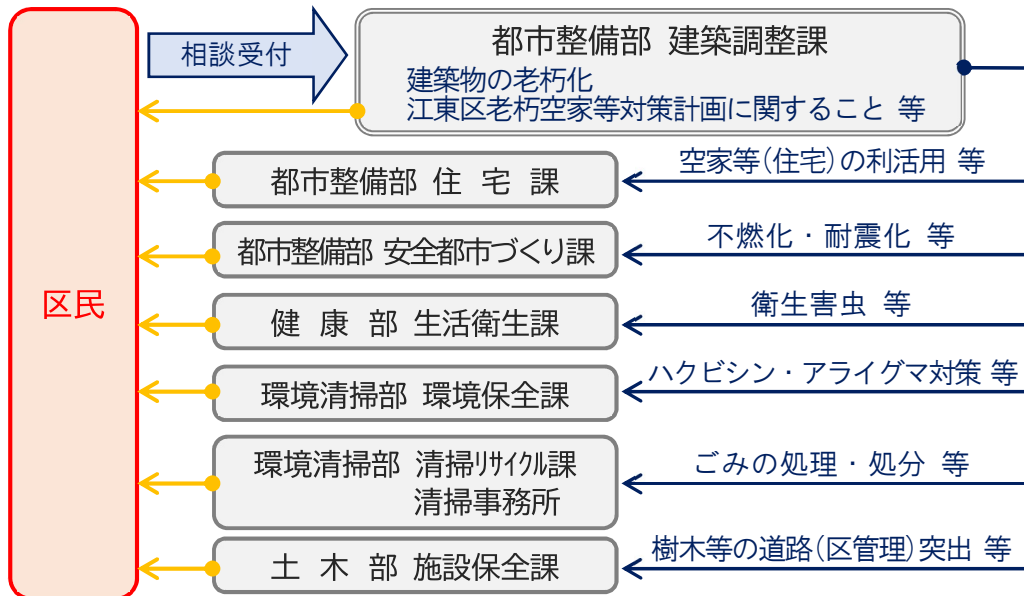 相談受付
都市整備部 建築調整課
建築物の老朽化
江東区老朽空家等対策計画に関すること 等
区民
都市整備部 住 宅 課
空家等(住宅)の利活用 等
都市整備部 安全都市づくり課
不燃化・耐震化 等
健 康 部 生活衛生課
衛生害虫 等
環境清掃部 環境保全課
ハクビシン・アライグマ対策 等
環境清掃部 清掃ﾘｻｲｸﾙ課
清掃事務所
ごみの処理・処分 等
土 木 部 施設保全課
樹木等の道路(区管理)突出 等